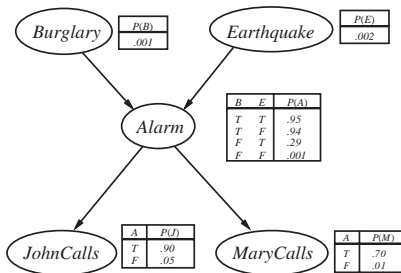 Burglary
P(B)
.001
Earthquake
P(E)
.002
Alarm
B E P(A)
T T .95
T F .94
F T .29
F F .001
JohnCalls
A P(J)
T .90
F .05
MaryCalls
A P(M)
T .70
F .01